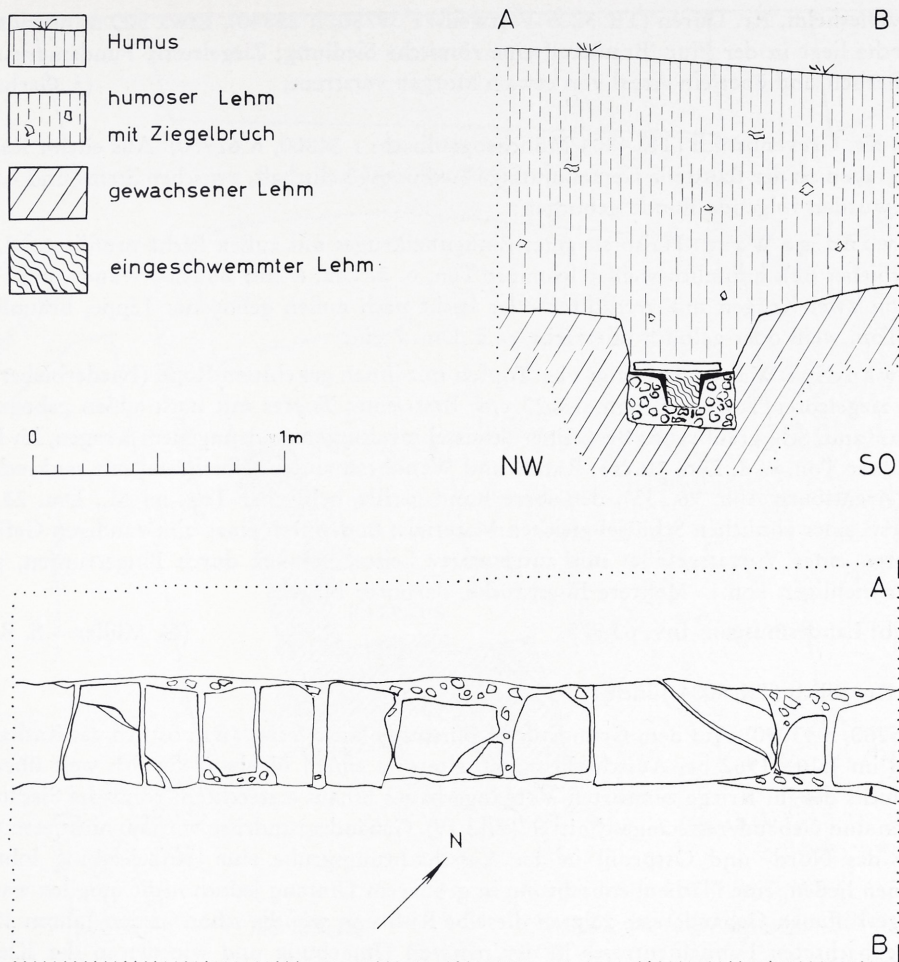 Humus
humoser Lehm
mit Ziegelbruch
gewachsener Lehm
eingeschwemmter Lehm
A
B
NW
SO
0
1m
A
N
B